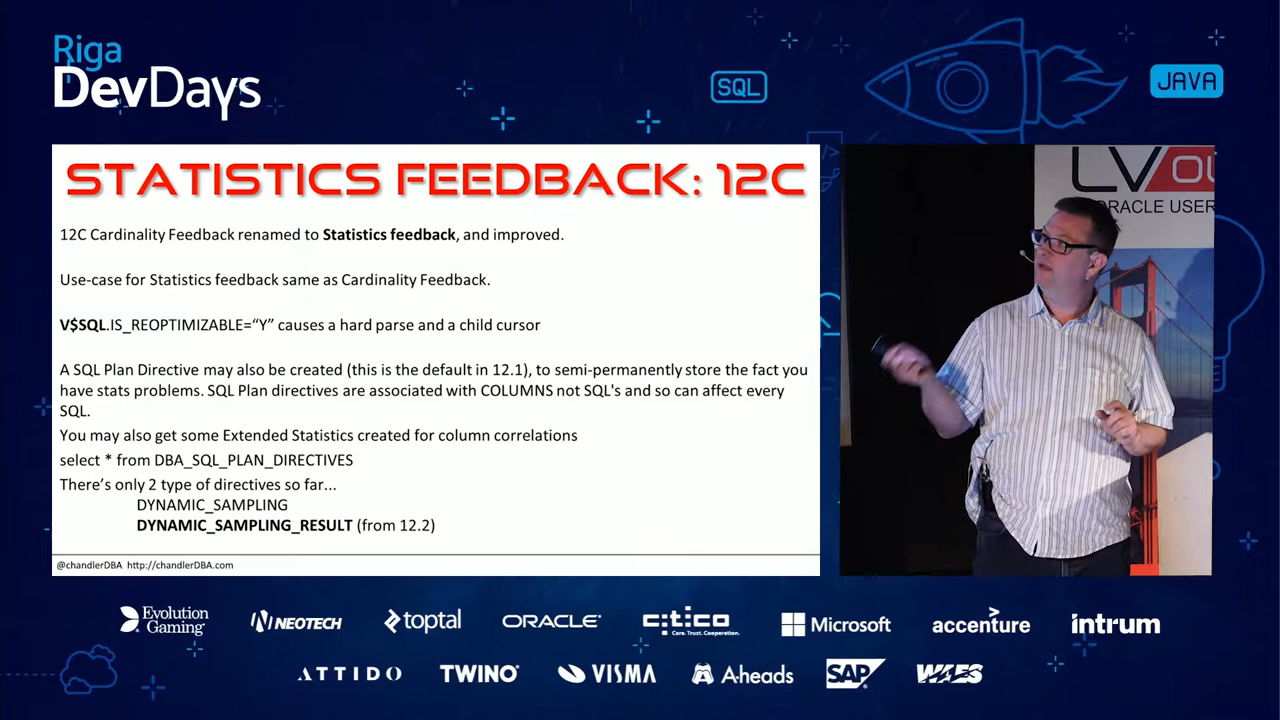 Riga
DevDays
SQL
JAVA
STATISTICS FEEDBACK: 12C
12C Cardinality Feedback renamed to Statistics feedback, and improved.
Use-case for Statistics feedback same as Cardinality Feedback.
V$SQL.IS_REOPTIMIZABLE=“Y” causes a hard parse and a child cursor
A SQL Plan Directive may also be created (this is the default in 12.1), to semi-permanently store the fact you
have stats problems. SQL Plan directives are associated with COLUMNS not SQL's and so can affect every
SQL.
You may also get some Extended Statistics created for column correlations
select * from DBA_SQL_PLAN_DIRECTIVES
There’s only 2 type of directives so far...
DYNAMIC_SAMPLING
DYNAMIC_SAMPLING_RESULT (from 12.2)
@chandlerDBA http://chandlerDBA.com
LVOU
ORACLE USER
Evolution
Gaming
NEOTECH
toptal
ORACLE
citco
Care. Trust. Cooperation.
Microsoft
accenture
intrum
ATTIDO
TWINO
VISMA
A-heads
SAP
WAES